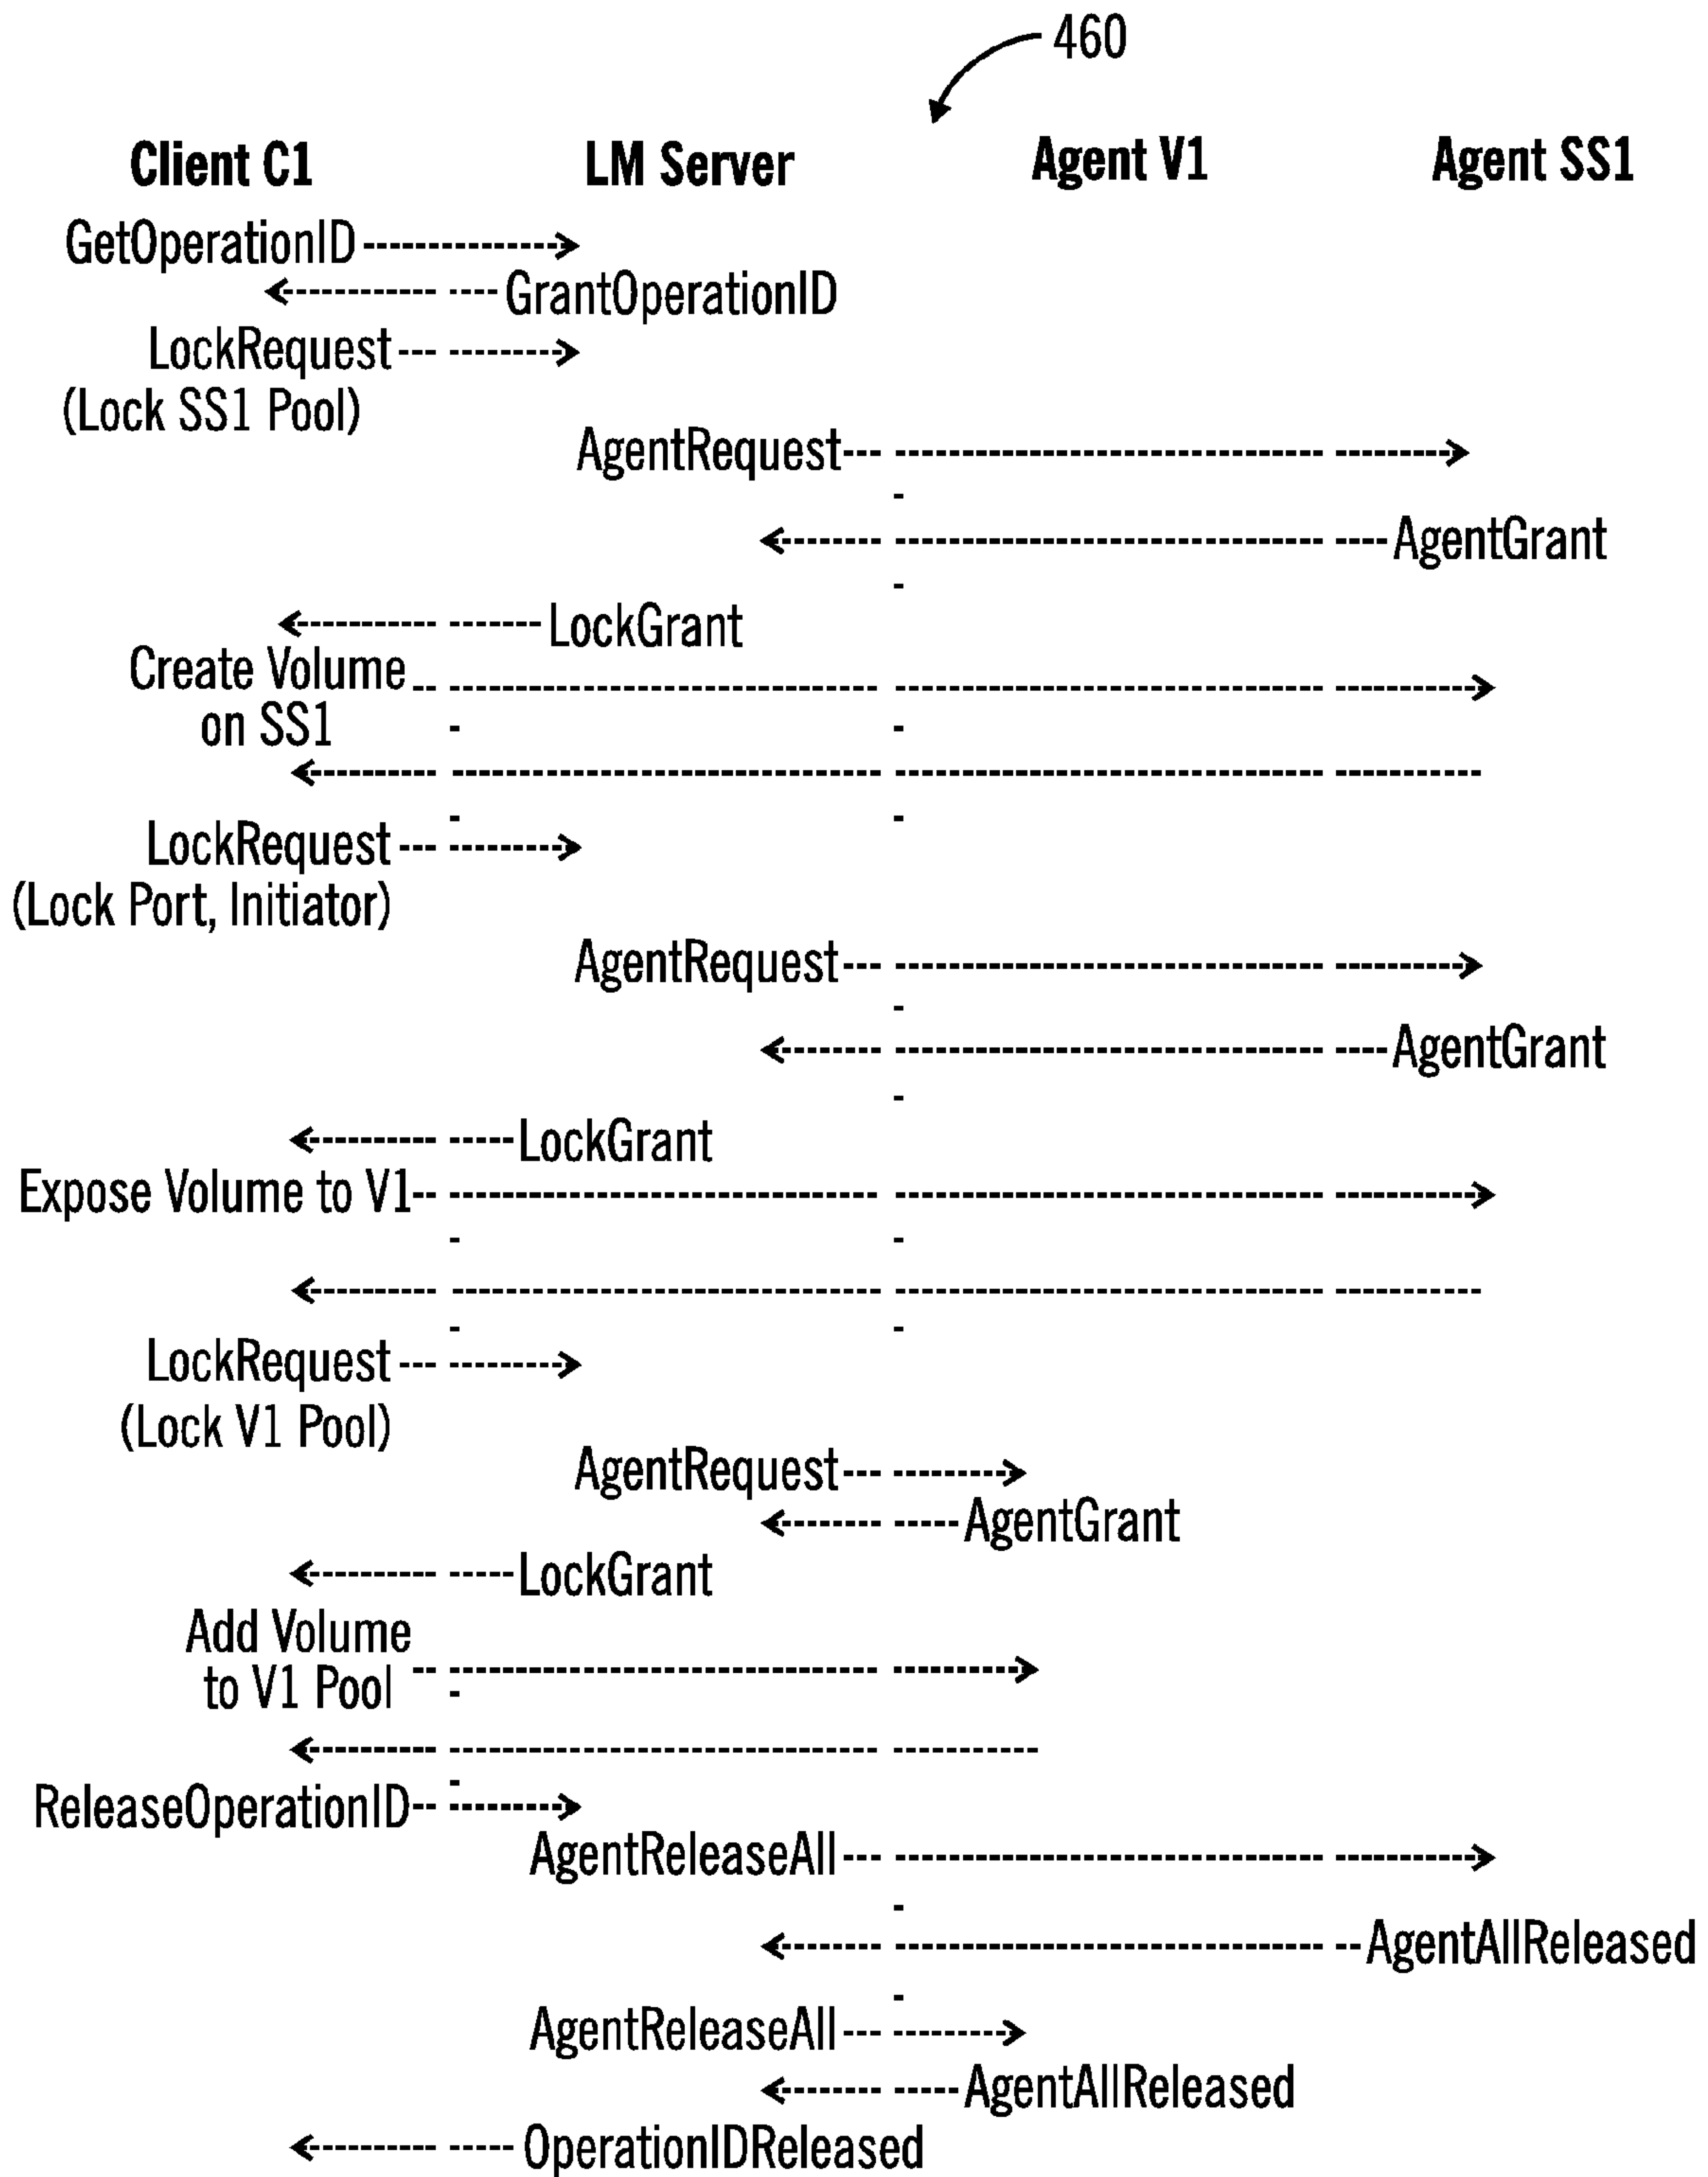 460
Client C1 LM Server Agent V1 Agent SS1
GetOperationID
GrantOperationID
LockRequest
(Lock SS1 Pool)
AgentRequest
AgentGrant
LockGrant
Create Volume
on SS1
LockRequest
(Lock Port, Initiator)
AgentRequest
AgentGrant
LockGrant
Expose Volume to V1
LockRequest
(Lock V1 Pool)
AgentRequest
AgentGrant
LockGrant
Add Volume
to V1 Pool
ReleaseOperationID
AgentReleaseAll
AgentAllReleased
AgentReleaseAll
AgentAllReleased
OperationIDReleased